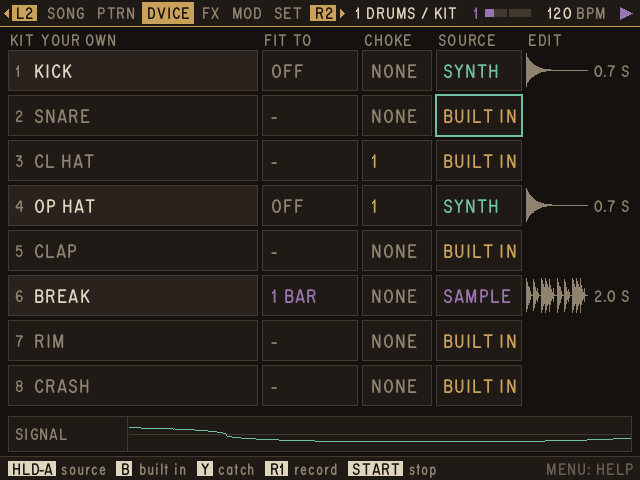 L2 SONG PTRN DVICE FX MOD SET R2 1 DRUMS / KIT 1 120 BPM
KIT YOUR OWN FIT TO CHOKE SOURCE EDIT
1 KICK OFF NONE SYNTH 0.7 S
2 SNARE - NONE BUILT IN
3 CL HAT - 1 BUILT IN
4 OP HAT OFF 1 SYNTH 0.7 S
5 CLAP - NONE BUILT IN
6 BREAK 1 BAR NONE SAMPLE 2.0 S
7 RIM - NONE BUILT IN
8 CRASH - NONE BUILT IN
SIGNAL
HLD-A source B built in Y catch R1 record START stop MENU: HELP